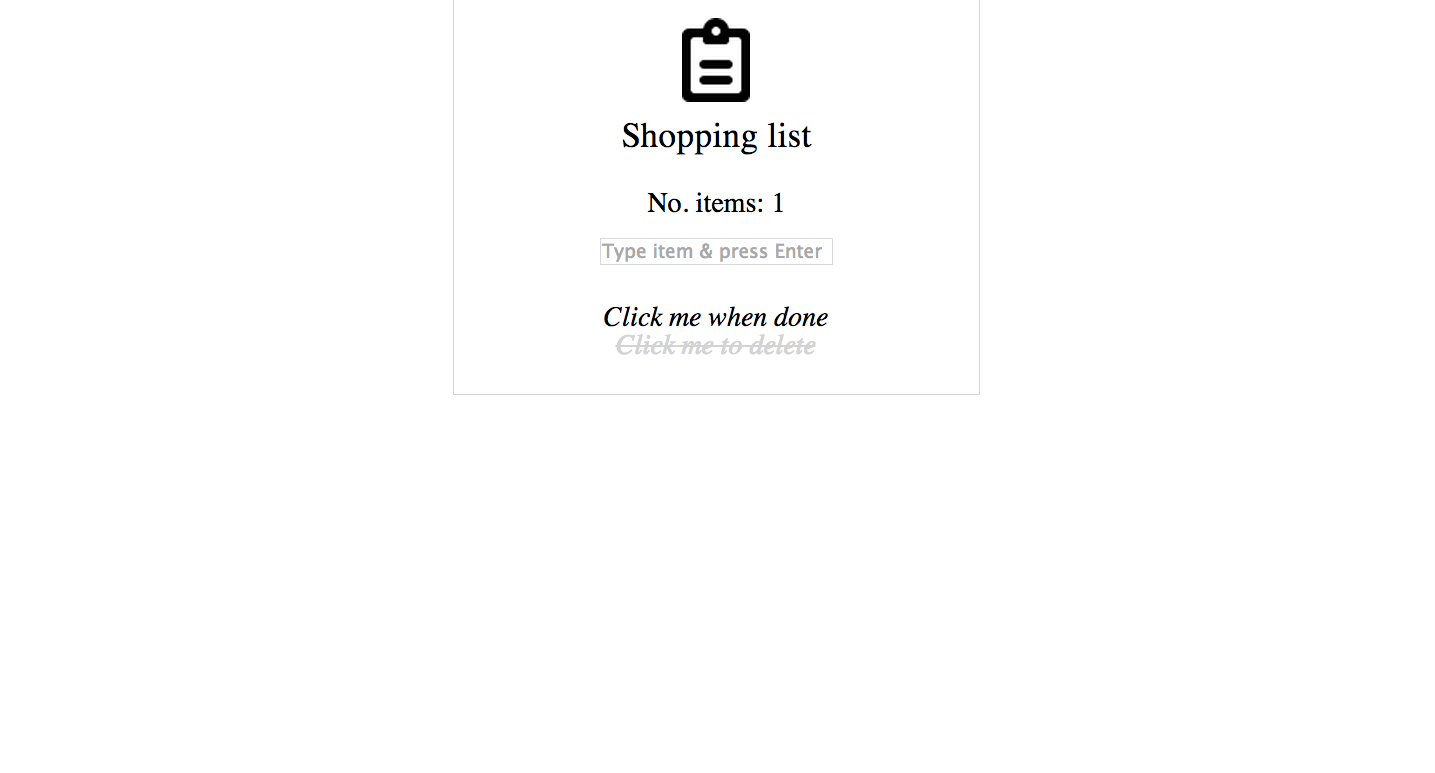 Shopping list
No. items: 1
Type item & press Enter
Click me when done
Click me to delete